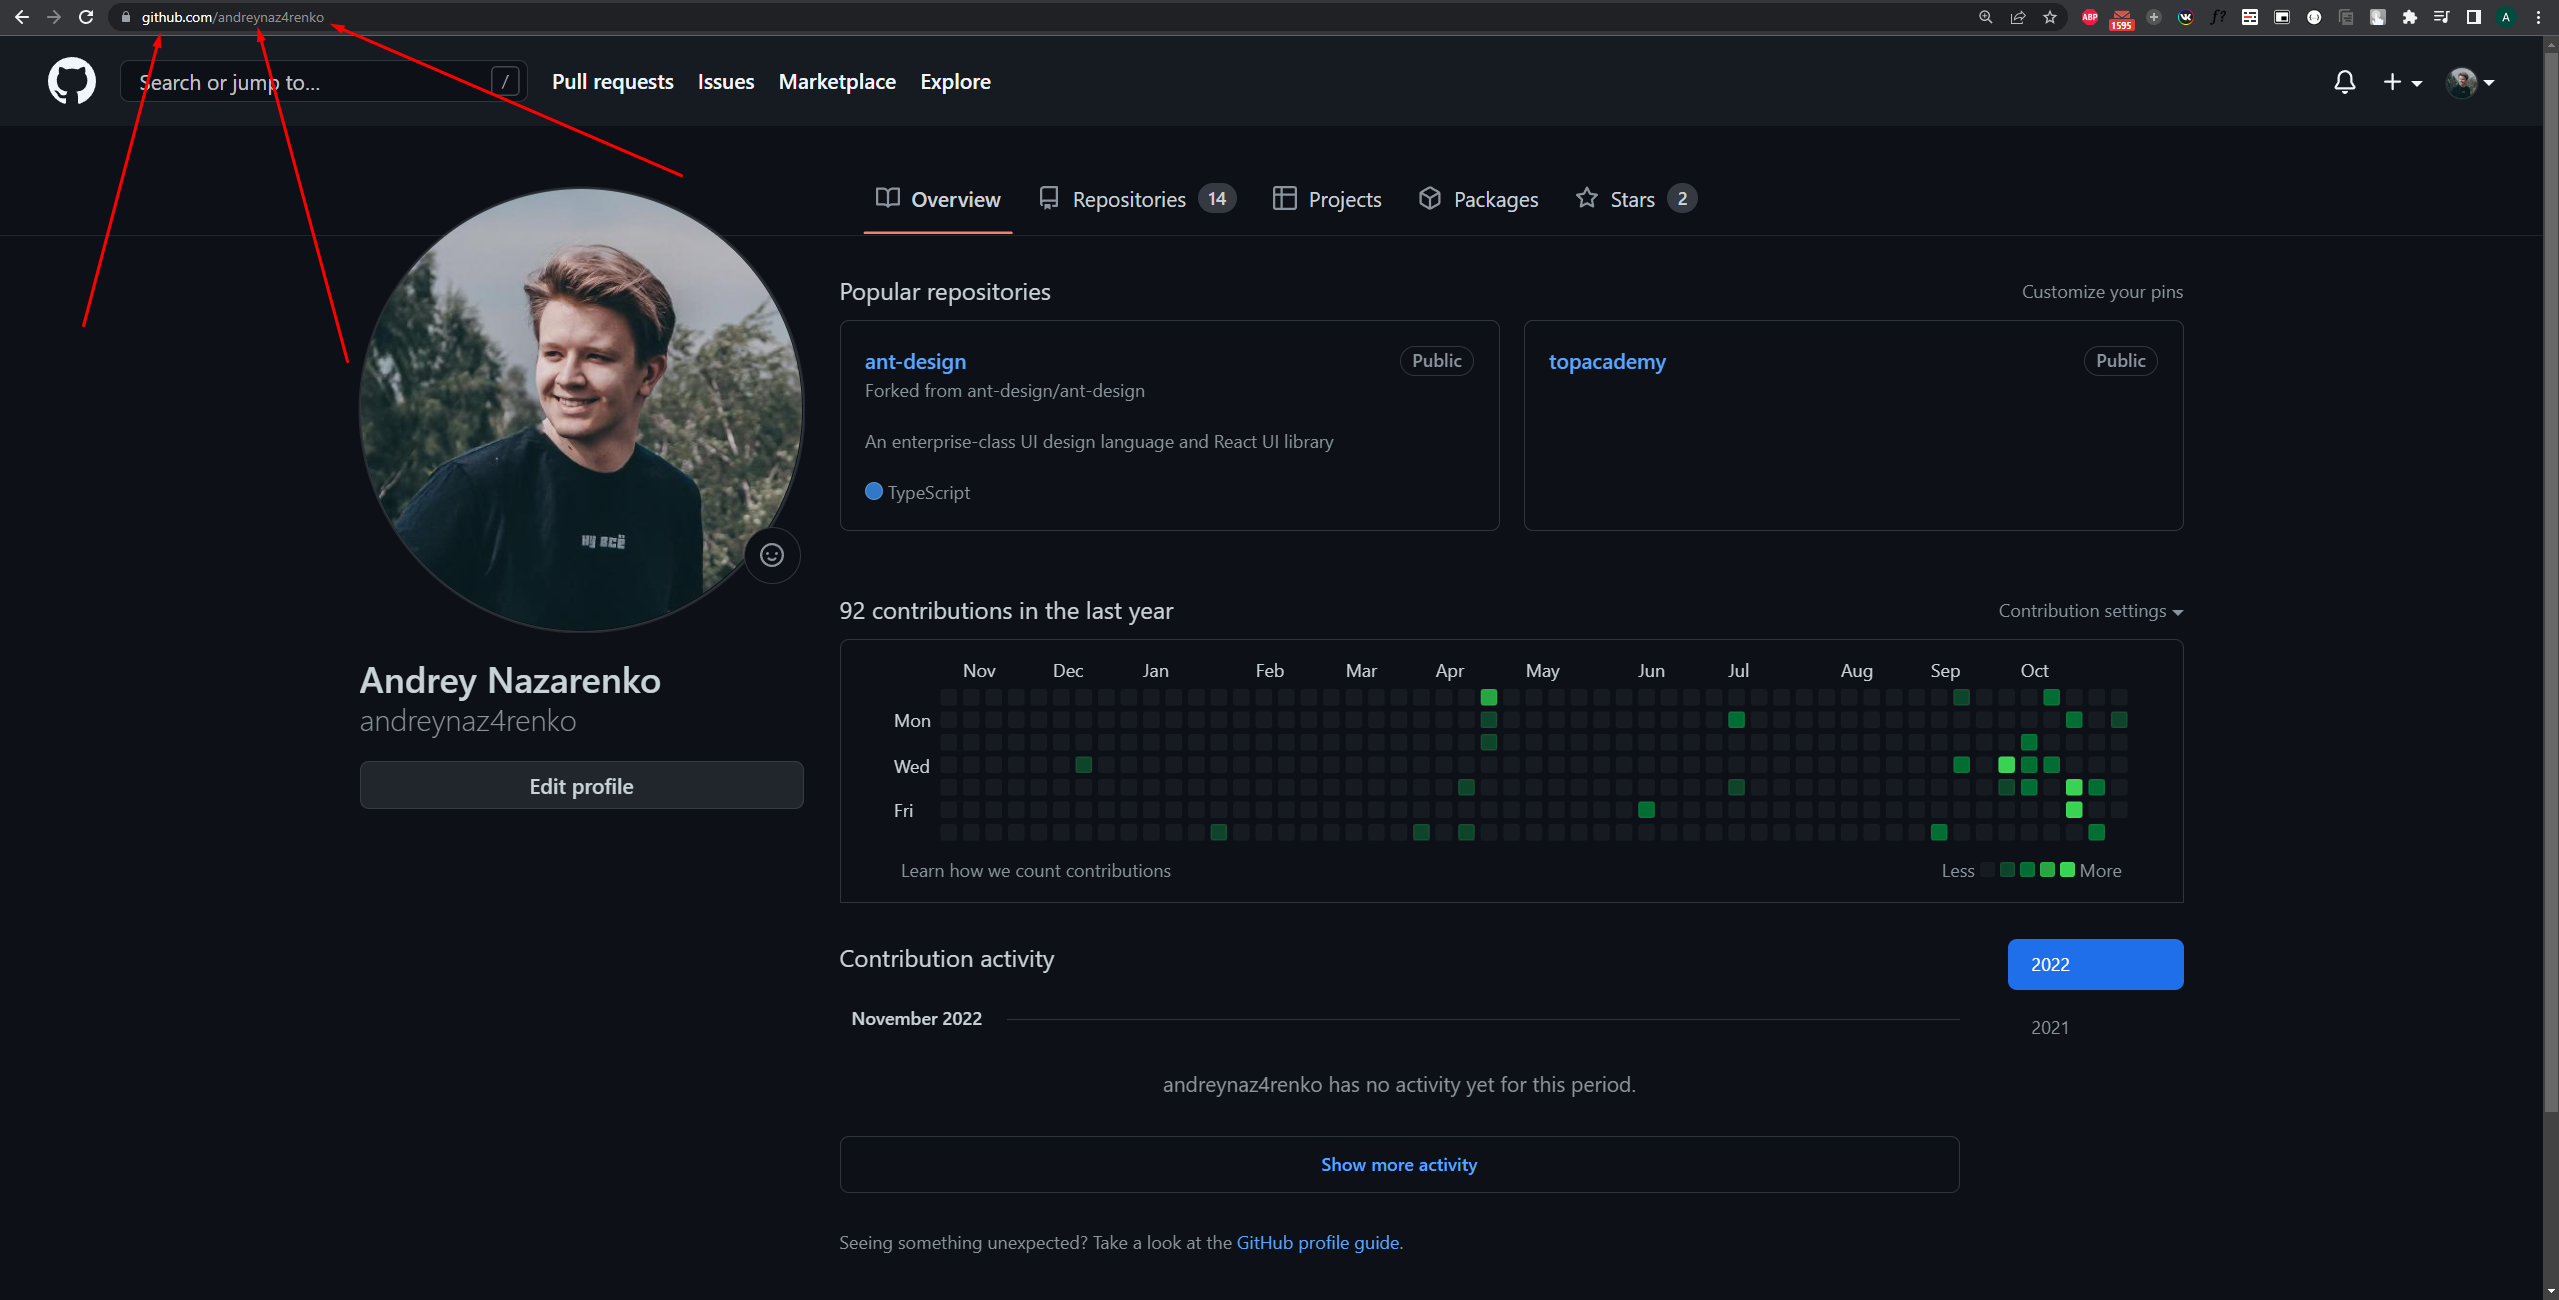 github.com/andreynaz4renko
ABP
1595
f?
A
Search or jump to...
/
Pull requests
Issues
Marketplace
Explore
Overview
Repositories 14
Projects
Packages
Stars 2
ну всё
Andrey Nazarenko
andreynaz4renko
Edit profile
Popular repositories
Customize your pins
ant-design
Public
Forked from ant-design/ant-design
An enterprise-class UI design language and React UI library
TypeScript
topacademy
Public
92 contributions in the last year
Contribution settings
Nov Dec Jan Feb Mar Apr May Jun Jul Aug Sep Oct
Mon
Wed
Fri
Learn how we count contributions
Less More
Contribution activity
2022
2021
November 2022
andreynaz4renko has no activity yet for this period.
Show more activity
Seeing something unexpected? Take a look at the GitHub profile guide.